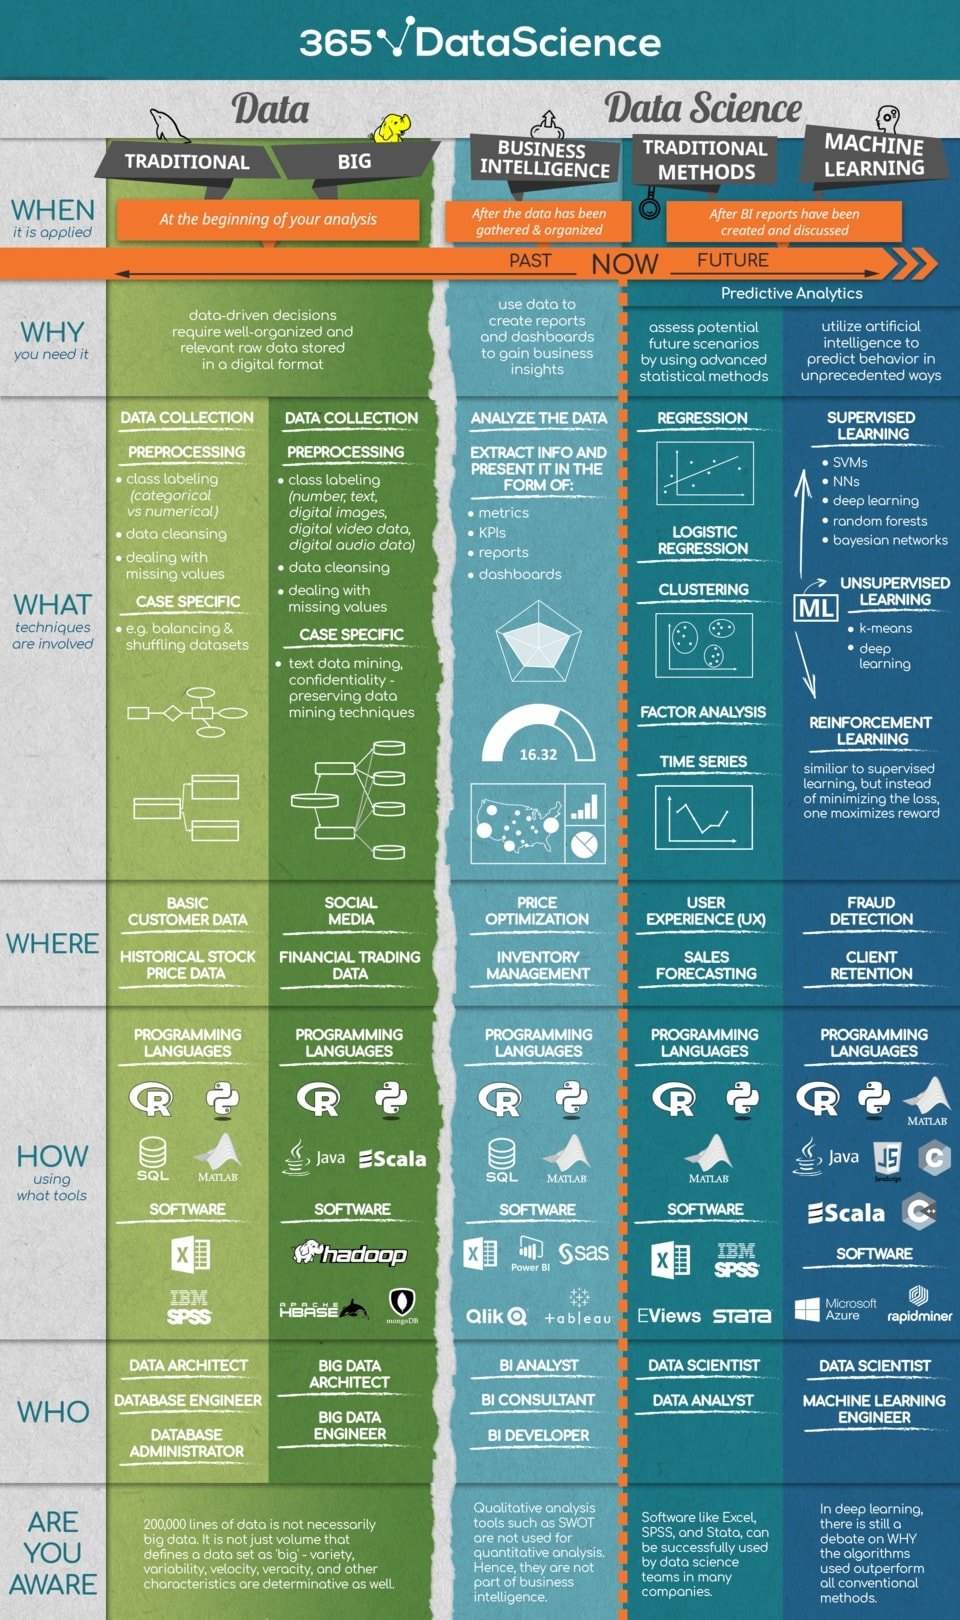 365 DataScience
Data
Data Science
TRADITIONAL
BIG
BUSINESS
INTELLIGENCE
TRADITIONAL
METHODS
MACHINE
LEARNING
WHEN
it is applied
At the beginning of your analysis
After the data has been
gathered & organized
After BI reports have been
created and discussed
PAST
NOW
FUTURE
Predictive Analytics
WHY
you need it
data-driven decisions
require well-organized and
relevant raw data stored
in a digital format
use data to
create reports
and dashboards
to gain business
insights
assess potential
future scenarios
by using advanced
statistical methods
utilize artificial
intelligence to
predict behavior in
unprecedented ways
WHAT
techniques
are involved
DATA COLLECTION
PREPROCESSING
class labeling
(categorical
vs numerical)
data cleansing
dealing with
missing values
CASE SPECIFIC
e.g. balancing &
shuffling datasets
DATA COLLECTION
PREPROCESSING
class labeling
(number, text,
digital images,
digital video data,
digital audio data)
data cleansing
dealing with
missing values
CASE SPECIFIC
text data mining,
confidentiality -
preserving data
mining techniques
ANALYZE THE DATA
EXTRACT INFO AND
PRESENT IT IN THE
FORM OF:
metrics
KPIs
reports
dashboards
16.32
REGRESSION
LOGISTIC
REGRESSION
CLUSTERING
FACTOR ANALYSIS
TIME SERIES
SUPERVISED
LEARNING
SVMs
NNs
deep learning
random forests
bayesian networks
ML
UNSUPERVISED
LEARNING
k-means
deep
learning
REINFORCEMENT
LEARNING
similiar to supervised
learning, but instead
of minimizing the loss,
one maximizes reward
WHERE
BASIC
CUSTOMER DATA
HISTORICAL STOCK
PRICE DATA
SOCIAL
MEDIA
FINANCIAL TRADING
DATA
PRICE
OPTIMIZATION
INVENTORY
MANAGEMENT
USER
EXPERIENCE (UX)
SALES
FORECASTING
FRAUD
DETECTION
CLIENT
RETENTION
HOW
using
what tools
PROGRAMMING
LANGUAGES
R
SQL
MATLAB
SOFTWARE
X
IBM
SPSS
PROGRAMMING
LANGUAGES
R
Java
Scala
SOFTWARE
hadoop
APACHE
HBASE
mongoDB
PROGRAMMING
LANGUAGES
R
SQL
MATLAB
SOFTWARE
X
Power BI
sas
Qlik Q
+ableau
PROGRAMMING
LANGUAGES
R
MATLAB
SOFTWARE
X
IBM
SPSS
EViews
STATA
PROGRAMMING
LANGUAGES
R
MATLAB
Java
JS
JavaScript
C
Scala
C++
SOFTWARE
Microsoft
Azure
rapidminer
WHO
DATA ARCHITECT
DATABASE ENGINEER
DATABASE
ADMINISTRATOR
BIG DATA
ARCHITECT
BIG DATA
ENGINEER
BI ANALYST
BI CONSULTANT
BI DEVELOPER
DATA SCIENTIST
DATA ANALYST
DATA SCIENTIST
MACHINE LEARNING
ENGINEER
ARE
YOU
AWARE
200,000 lines of data is not necessarily
big data. It is not just volume that
defines a data set as 'big' - variety,
variability, velocity, veracity, and other
characteristics are determinative as well.
Qualitative analysis
tools such as SWOT
are not used for
quantitative analysis.
Hence, they are not
part of business
intelligence.
Software like Excel,
SPSS, and Stata, can
be successfully used
by data science
teams in many
companies.
In deep learning,
there is still a
debate on WHY
the algorithms
used outperform
all conventional
methods.